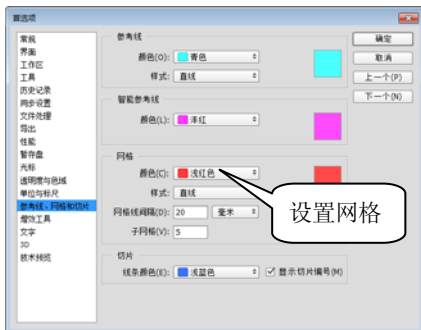 首选项
常规
界面
工作区
工具
历史记录
同步设置
文件处理
导出
性能
暂存盘
光标
透明度与色域
单位与标尺
参考线、网格和切片
增效工具
文字
3D
技术预览
参考线
颜色(O): 青色
样式: 直线
智能参考线
颜色(L): 洋红
网格
颜色(C): 浅红色
样式: 直线
网格线间隔(D): 20 毫米
子网格(V): 5
切片
线条颜色(E): 浅蓝色 显示切片编号(M)
确定
取消
上一个(P)
下一个(N)
设置网格